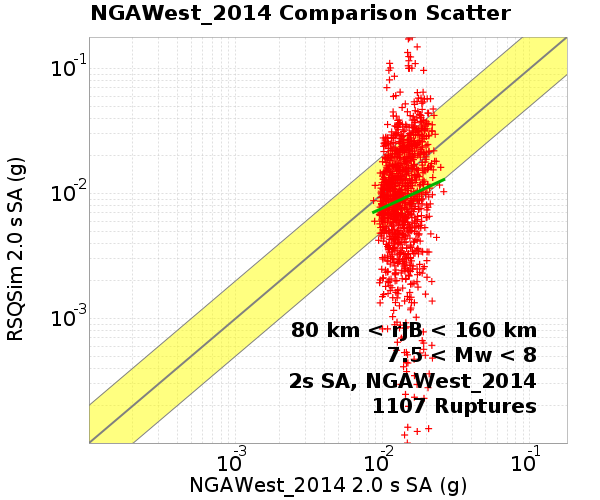 NGAWest_2014 Comparison Scatter
RSQSim 2.0 s SA (g)
10-1
10-2
10-3
80 km < rJB < 160 km
7.5 < Mw < 8
2s SA, NGAWest_2014
1107 Ruptures
10-3 10-2 10-1
NGAWest_2014 2.0 s SA (g)